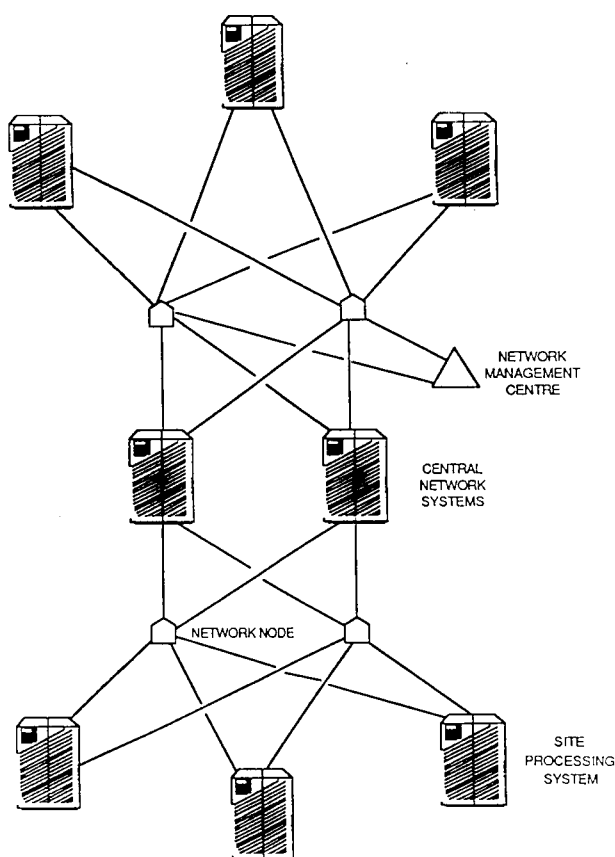 NETWORK
MANAGEMENT
CENTRE
CENTRAL
NETWORK
SYSTEMS
NETWORK NODE
SITE
PROCESSING
SYSTEM